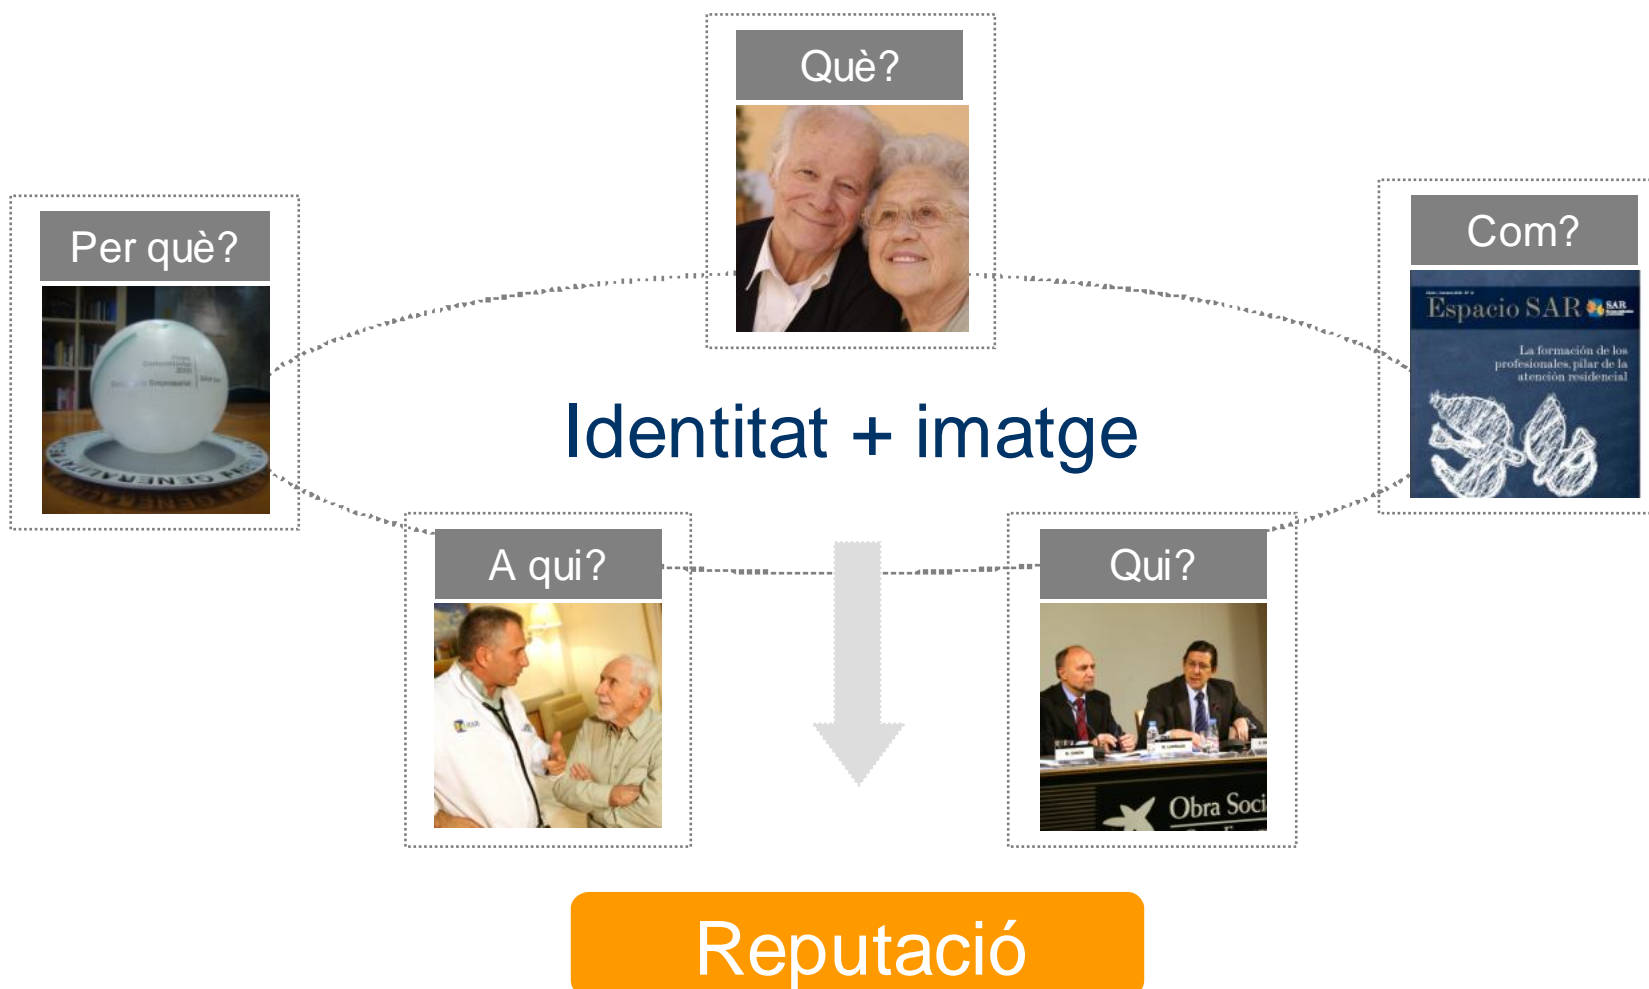 Què?
Per què?
Com?
Espacio SAR
SAR
La formación de los
profesionales, pilar de la
atención residencial
Identitat + imatge
A qui?
Qui?
Obra Soci
Reputació